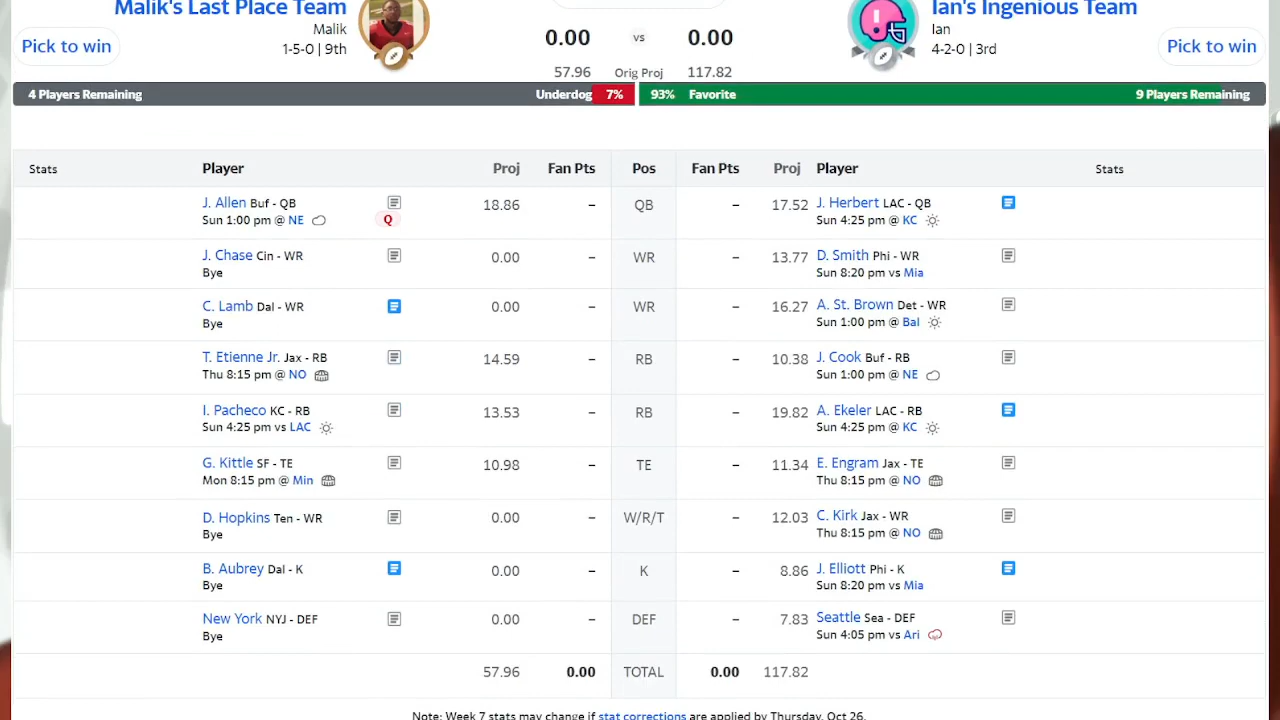 Malik's Last Place Team
Malik
1-5-0 | 9th
Pick to win
0.00 vs 0.00
57.96 Orig Proj 117.82
Ian's Ingenious Team
Ian
4-2-0 | 3rd
Pick to win
4 Players Remaining Underdog 7% 93% Favorite 9 Players Remaining
Stats Player Proj Fan Pts Pos Fan Pts Proj Player Stats
J. Allen Buf - QB 18.86 – QB – 17.52 J. Herbert LAC - QB
Sun 1:00 pm @ NE Q Sun 4:25 pm @ KC
J. Chase Cin - WR 0.00 – WR – 13.77 D. Smith Phi - WR
Bye Sun 8:20 pm vs Mia
C. Lamb Dal - WR 0.00 – WR – 16.27 A. St. Brown Det - WR
Bye Sun 1:00 pm @ Bal
T. Etienne Jr. Jax - RB 14.59 – RB – 10.38 J. Cook Buf - RB
Thu 8:15 pm @ NO Sun 1:00 pm @ NE
I. Pacheco KC - RB 13.53 – RB – 19.82 A. Ekeler LAC - RB
Sun 4:25 pm vs LAC Sun 4:25 pm @ KC
G. Kittle SF - TE 10.98 – TE – 11.34 E. Engram Jax - TE
Mon 8:15 pm @ Min Thu 8:15 pm @ NO
D. Hopkins Ten - WR 0.00 – W/R/T – 12.03 C. Kirk Jax - WR
Bye Thu 8:15 pm @ NO
B. Aubrey Dal - K 0.00 – K – 8.86 J. Elliott Phi - K
Bye Sun 8:20 pm vs Mia
New York NYJ - DEF 0.00 – DEF – 7.83 Seattle Sea - DEF
Bye Sun 4:05 pm vs Ari
57.96 0.00 TOTAL 0.00 117.82
Note: Week 7 stats may change if stat corrections are applied by Thursday, Oct 26.